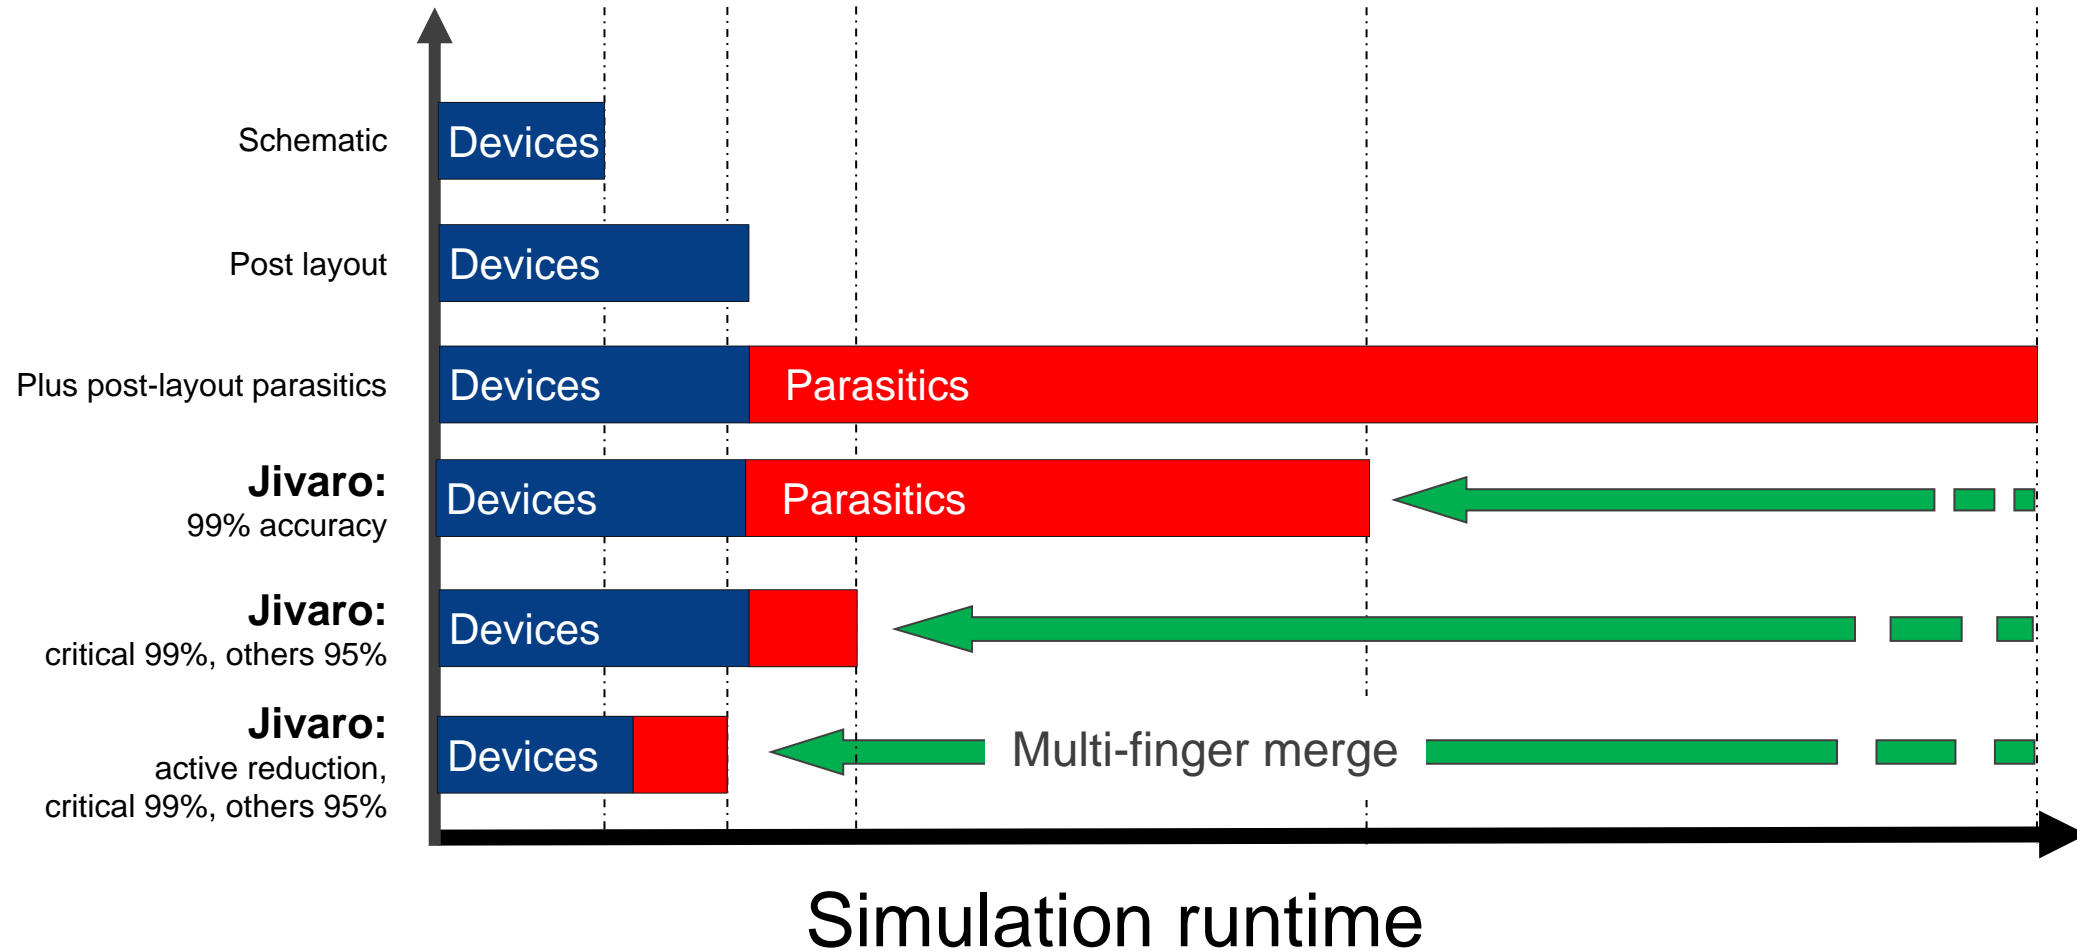 Schematic
Devices
Post layout
Devices
Plus post-layout parasitics
Devices
Parasitics
Jivaro:
99% accuracy
Devices
Parasitics
Jivaro:
critical 99%, others 95%
Devices
Jivaro:
active reduction,
critical 99%, others 95%
Devices
Multi-finger merge
Simulation runtime